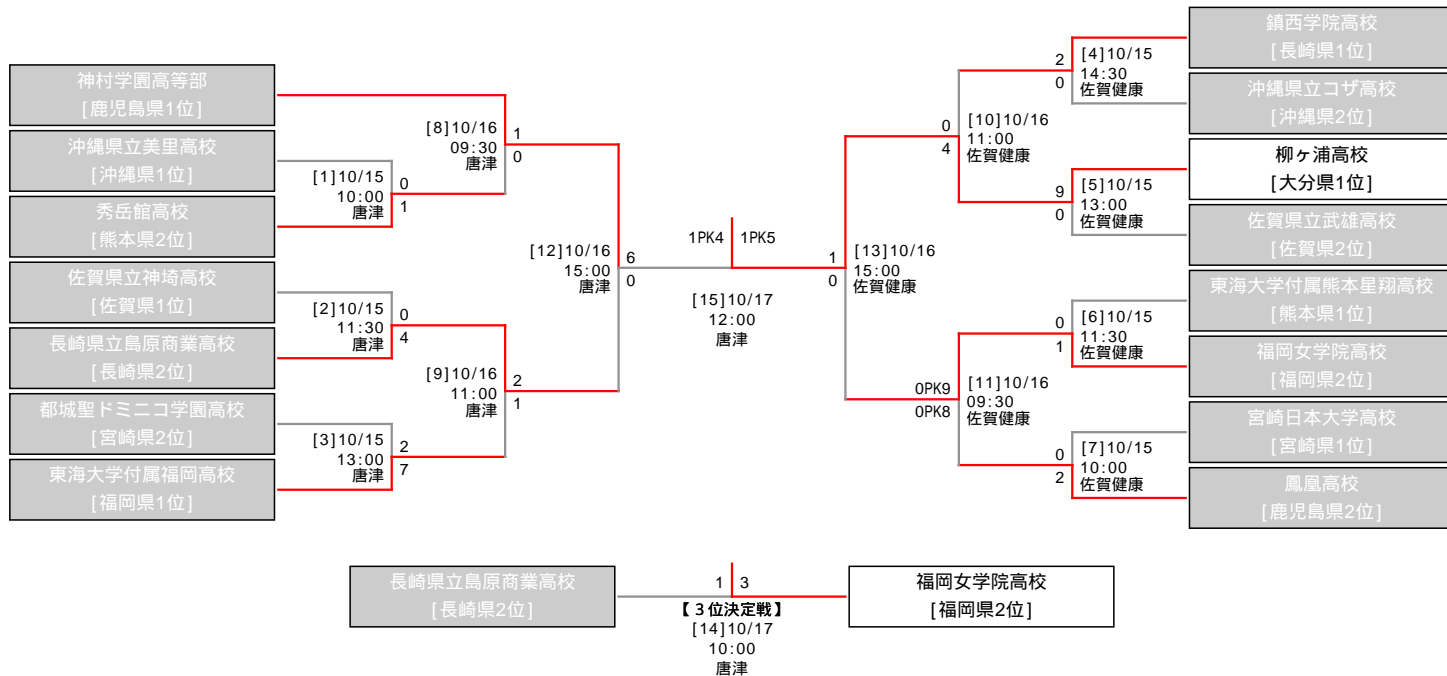 神村学園高等部
[鹿児島県1位]
沖縄県立美里高校
[沖縄県1位]
秀岳館高校
[熊本県2位]
佐賀県立神埼高校
[佐賀県1位]
長崎県立島原商業高校
[長崎県2位]
都城聖ドミニコ学園高校
[宮崎県2位]
東海大学付属福岡高校
[福岡県1位]
[1]10/15
10:00
唐津
0
1
[2]10/15
11:30
唐津
0
4
[3]10/15
13:00
唐津
2
7
[8]10/16
09:30
唐津
1
0
[9]10/16
11:00
唐津
2
1
[12]10/16
15:00
唐津
6
0
1PK4 1PK5
[15]10/17
12:00
唐津
1
0
[13]10/16
15:00
佐賀健康
0
4
[10]10/16
11:00
佐賀健康
0PK9
0PK8
[11]10/16
09:30
佐賀健康
2
0
[4]10/15
14:30
佐賀健康
9
0
[5]10/15
13:00
佐賀健康
0
1
[6]10/15
11:30
佐賀健康
0
2
[7]10/15
10:00
佐賀健康
鎮西学院高校
[長崎県1位]
沖縄県立コザ高校
[沖縄県2位]
柳ヶ浦高校
[大分県1位]
佐賀県立武雄高校
[佐賀県2位]
東海大学付属熊本星翔高校
[熊本県1位]
福岡女学院高校
[福岡県2位]
宮崎日本大学高校
[宮崎県1位]
鳳凰高校
[鹿児島県2位]
長崎県立島原商業高校
[長崎県2位]
1 3
【３位決定戦】
[14]10/17
10:00
唐津
福岡女学院高校
[福岡県2位]